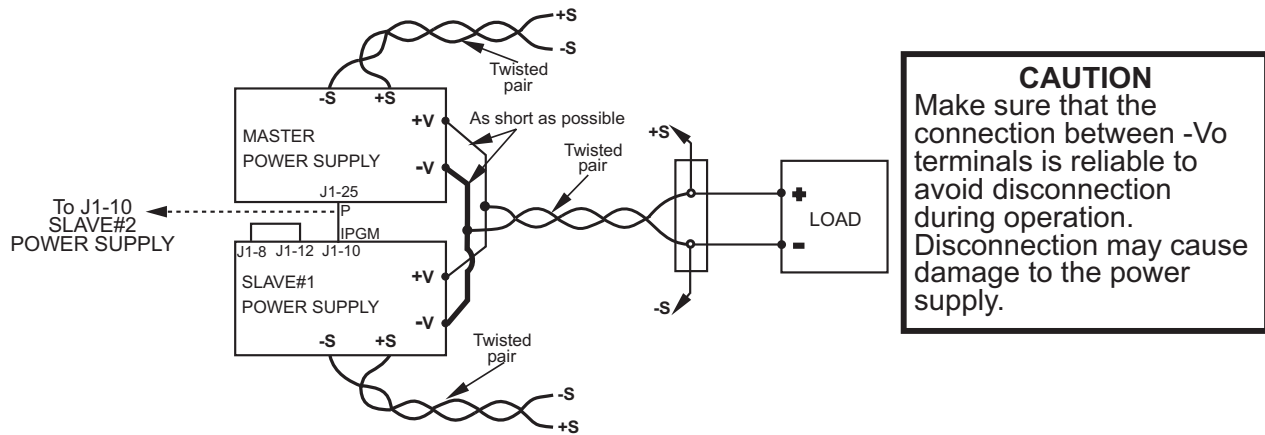 +S
-S
Twisted
pair
-S +S
MASTER
POWER SUPPLY
+V
-V
J1-25
As short as possible
Twisted
pair
+S
-S
+
-
LOAD
To J1-10
SLAVE#2
POWER SUPPLY
P
IPGM
J1-8 J1-12 J1-10
SLAVE#1
POWER SUPPLY
+V
-V
-S +S
Twisted
pair
-S
+S
CAUTION
Make sure that the
connection between -Vo
terminals is reliable to
avoid disconnection
during operation.
Disconnection may cause
damage to the power
supply.